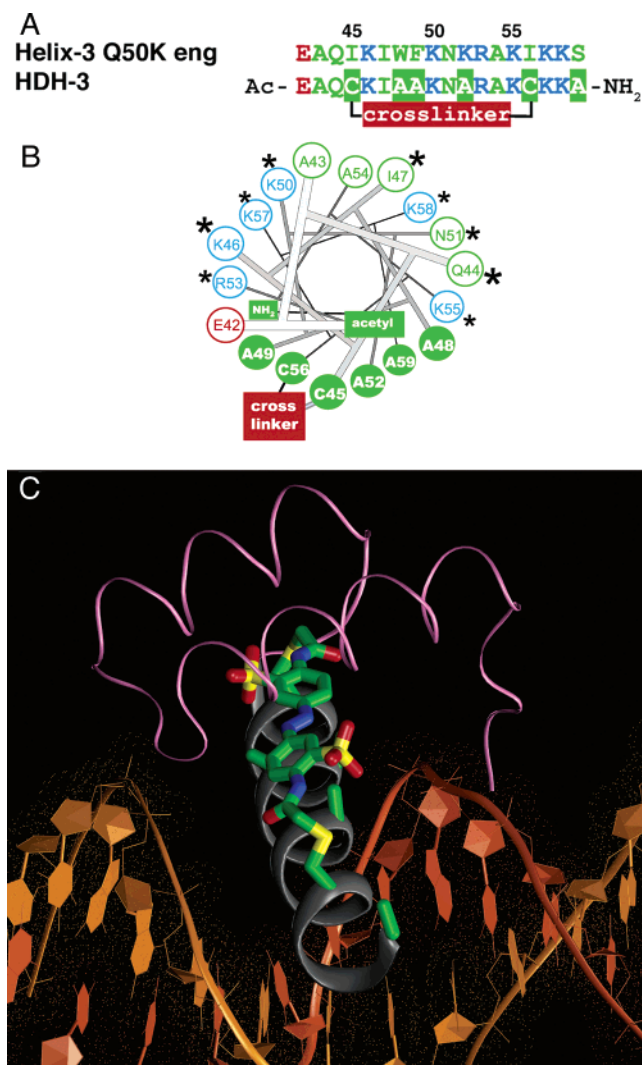 A
45 50 55
Helix-3 Q50K eng EAQIKIWFKNKRAKIKKS
HDH-3 Ac- EAQCKIAAKNARAKCKKA -NH2
crosslinker
B
A43
A54
I47 *
* K50
* K57
K58 *
N51 *
* K46
Q44 *
* R53
K55 *
NH2
E42
acetyl
A49
A48
C56
A59
C45
A52
cross
linker
C